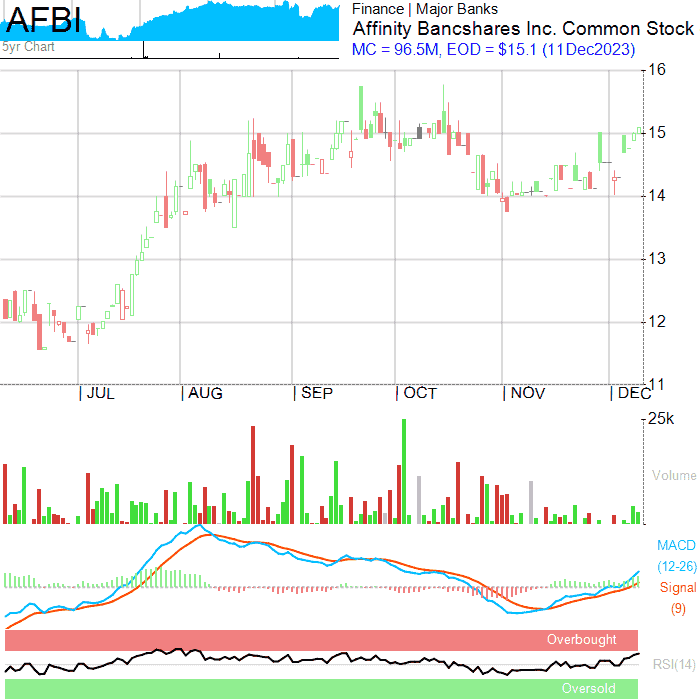 AFBI
5yr Chart
Finance | Major Banks
Affinity Bancshares Inc. Common Stock
MC = 96.5M, EOD = $15.1 (11Dec2023)
16
15
14
13
12
11
JUL AUG SEP OCT NOV DEC
25k
Volume
MACD
(12-26)
Signal
(9)
Overbought
RSI(14)
Oversold